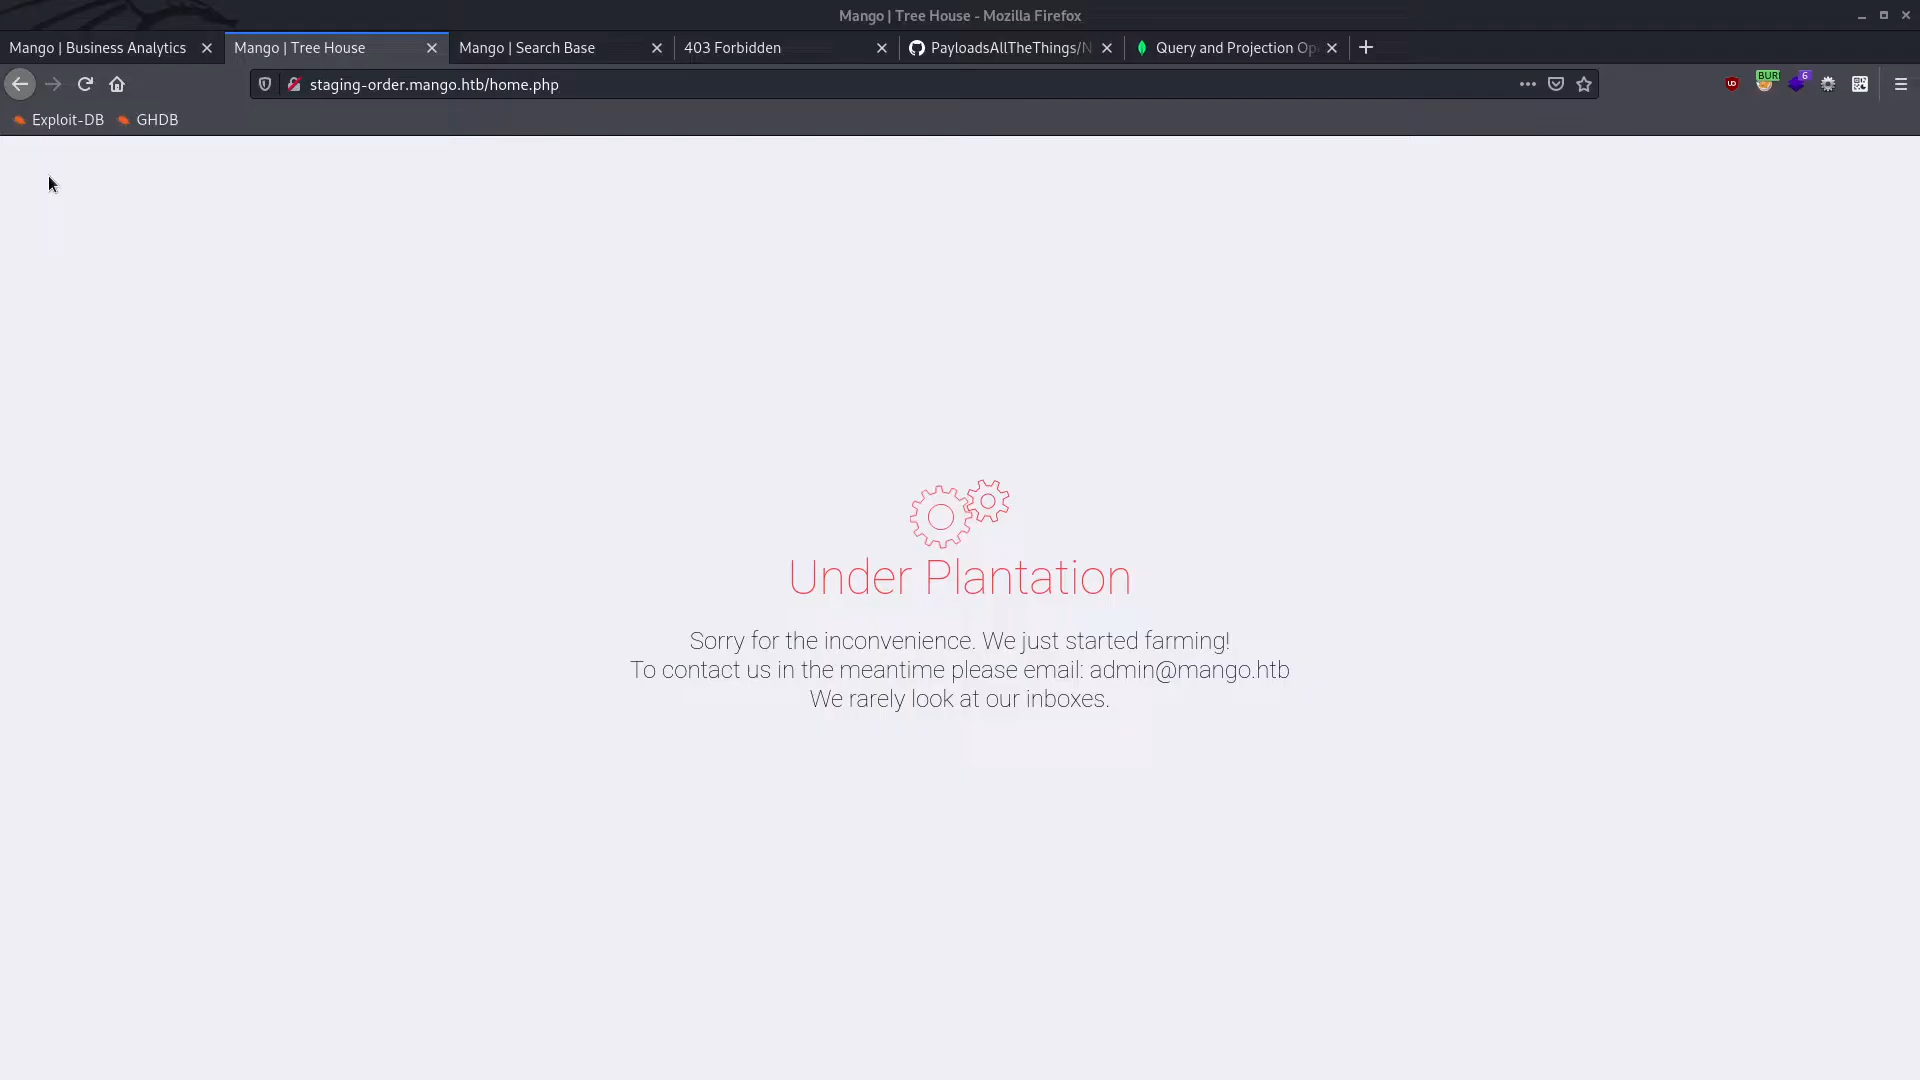 Mango | Tree House - Mozilla Firefox
Mango | Business Analytics
Mango | Tree House
Mango | Search Base
403 Forbidden
PayloadsAllTheThings/N
Query and Projection Op
staging-order.mango.htb/home.php
BUR
6
Exploit-DB
GHDB
Under Plantation
Sorry for the inconvenience. We just started farming!
To contact us in the meantime please email: admin@mango.htb
We rarely look at our inboxes.